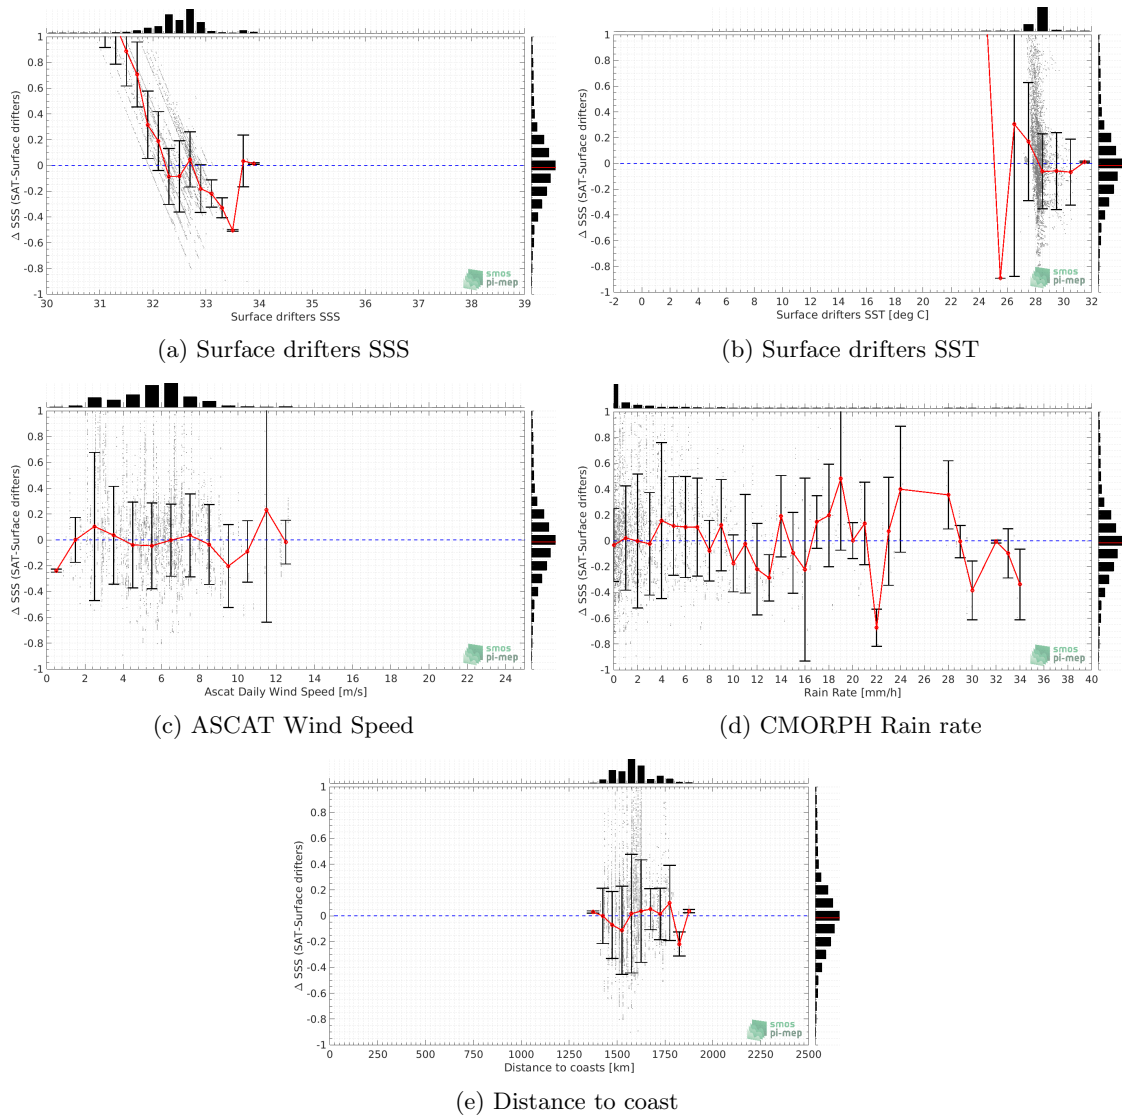 1
0.8
0.6
0.4
0.2
0
-0.2
-0.4
-0.6
-0.8
-1
Δ SSS (SAT-Surface drifters)
30 31 32 33 34 35 36 37 38 39
Surface drifters SSS
smos
pi-mep
(a) Surface drifters SSS
1
0.8
0.6
0.4
0.2
0
-0.2
-0.4
-0.6
-0.8
-1
Δ SSS (SAT-Surface drifters)
-2 0 2 4 6 8 10 12 14 16 18 20 22 24 26 28 30 32
Surface drifters SST [deg C]
smos
pi-mep
(b) Surface drifters SST
1
0.8
0.6
0.4
0.2
0
-0.2
-0.4
-0.6
-0.8
-1
Δ SSS (SAT-Surface drifters)
0 2 4 6 8 10 12 14 16 18 20 22 24
Ascat Daily Wind Speed [m/s]
smos
pi-mep
(c) ASCAT Wind Speed
1
0.8
0.6
0.4
0.2
0
-0.2
-0.4
-0.6
-0.8
-1
Δ SSS (SAT-Surface drifters)
0 2 4 6 8 10 12 14 16 18 20 22 24 26 28 30 32 34 36 38 40
Rain Rate [mm/h]
smos
pi-mep
(d) CMORPH Rain rate
1
0.8
0.6
0.4
0.2
0
-0.2
-0.4
-0.6
-0.8
-1
Δ SSS (SAT-Surface drifters)
0 250 500 750 1000 1250 1500 1750 2000 2250 2500
Distance to coasts [km]
smos
pi-mep
(e) Distance to coast